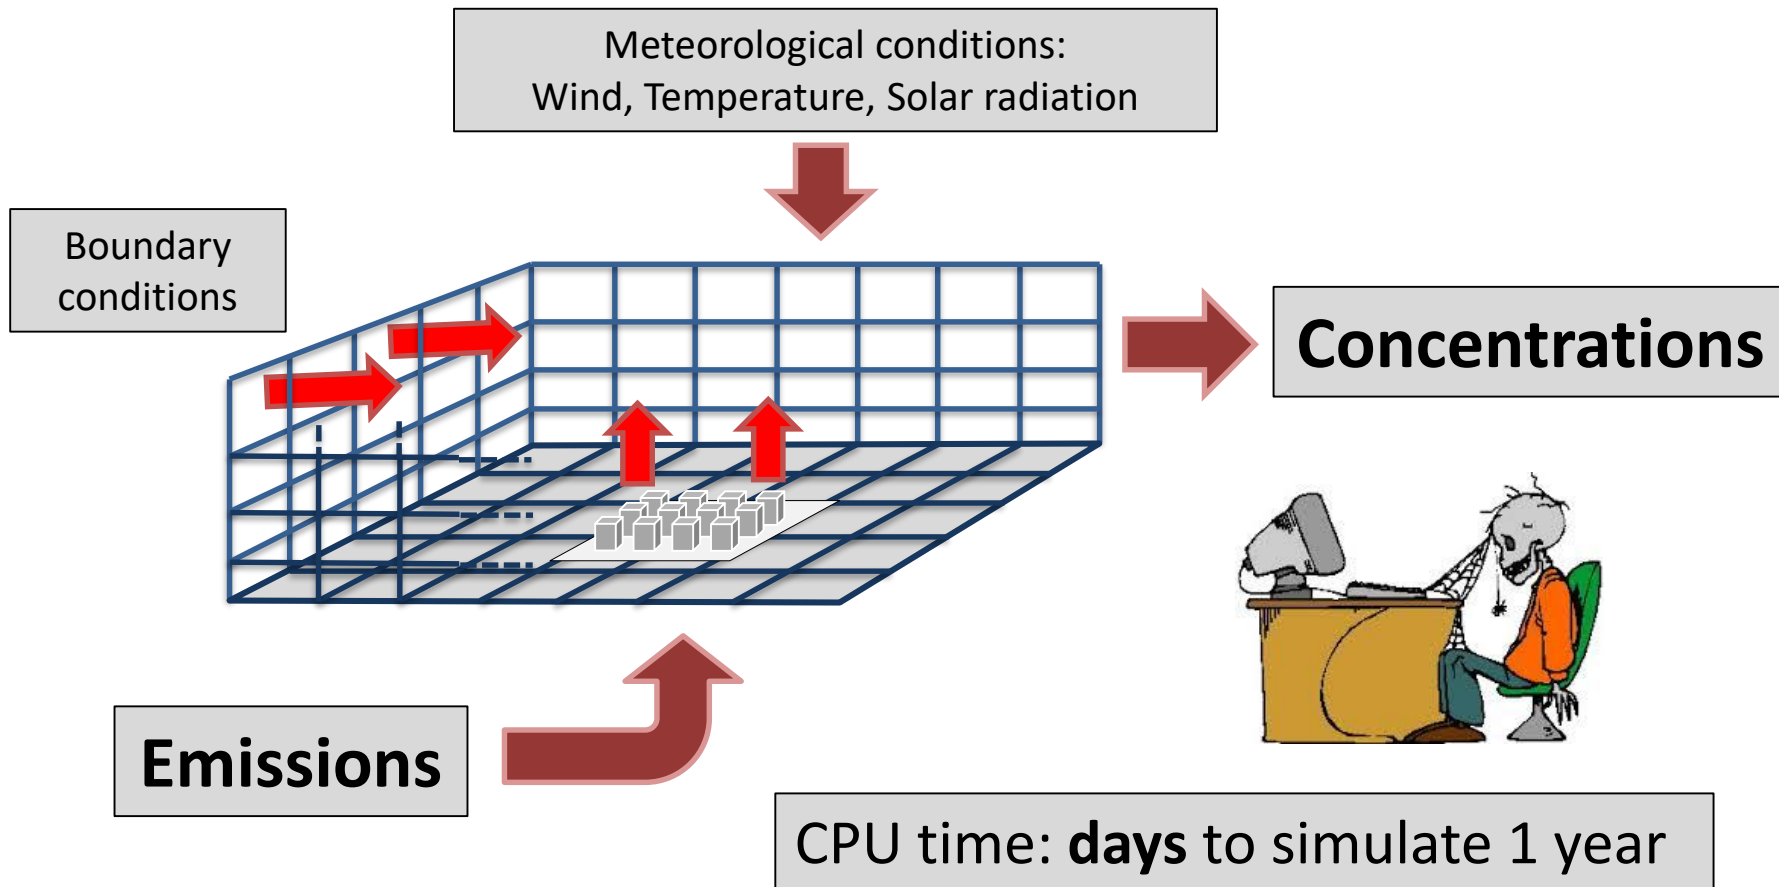 Meteorological conditions:
Wind, Temperature, Solar radiation
Boundary
conditions
Concentrations
Emissions
CPU time: days to simulate 1 year